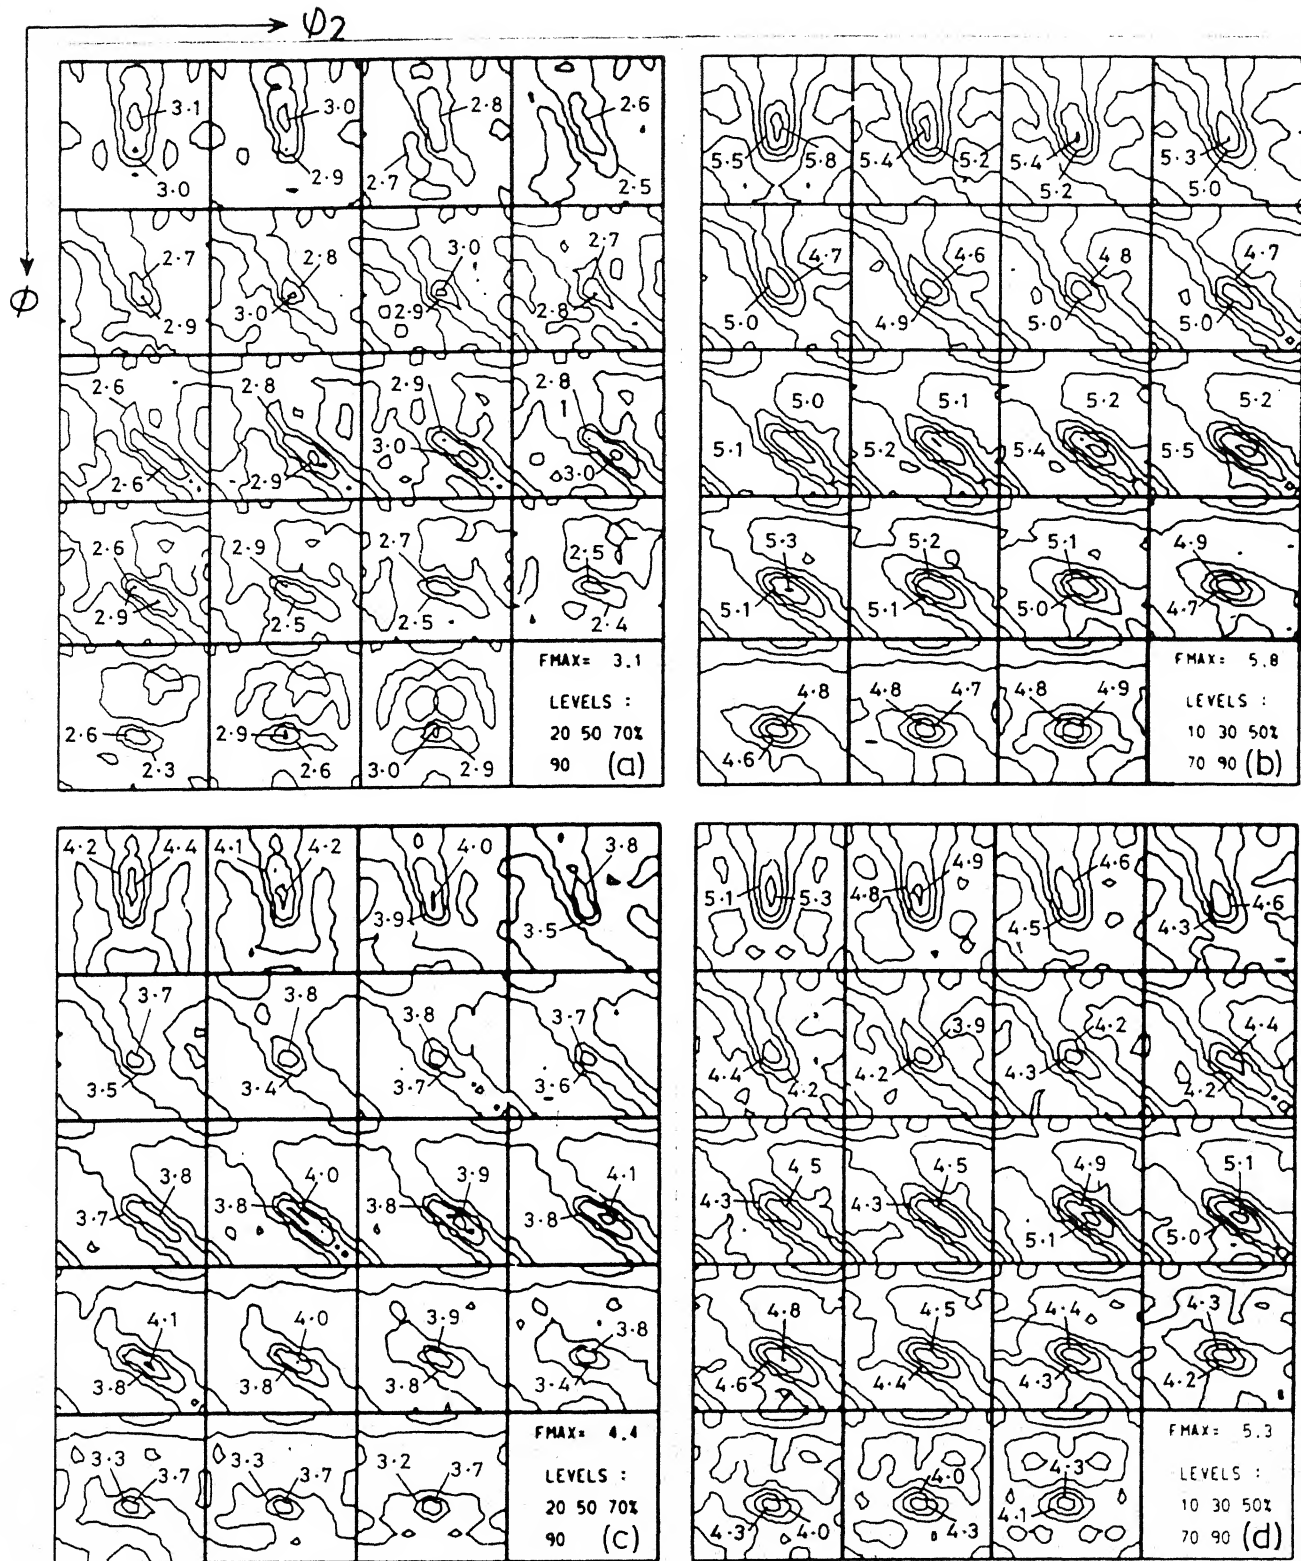 φ2
φ
3.1 3.0 2.8 2.6
3.0 2.9 2.7 2.5
2.7 2.8 3.0 2.7
2.9 3.0 2.9 2.8
2.6 2.8 2.9 2.8
2.6 2.9 3.0 3.0
2.6 2.9 2.7 2.5
2.9 2.5 2.5 2.4
2.6 2.9
2.3 2.6 3.0 2.9
FMAX= 3.1
LEVELS :
20 50 70%
90 (a)
5.5 5.8 5.4 5.2 5.4 5.3
5.2 5.0
4.7 4.6 4.8 4.7
5.0 4.9 5.0 5.0
5.0 5.1 5.2 5.2
5.1 5.2 5.4 5.5
5.3 5.2 5.1 4.9
5.1 5.1 5.0 4.7
4.8 4.8 4.7 4.8 4.9
4.6
FMAX= 5.8
LEVELS :
10 30 50%
70 90 (b)
4.2 4.4 4.1 4.2 4.0 3.8
3.9 3.5
3.7 3.8 3.8 3.7
3.5 3.4 3.7 3.6
3.8 4.0 3.9 4.1
3.7 3.8 3.8 3.8
4.1 4.0 3.9 3.8
3.8 3.8 3.8 3.4
3.3 3.7 3.3 3.7 3.2 3.7
FMAX= 4.4
LEVELS :
20 50 70%
90 (c)
5.1 5.3 4.8 4.9 4.6 4.6
4.5 4.3
3.9 4.2 4.4
4.4 4.2 4.2 4.3 4.2
4.5 4.5 4.9 5.1
4.3 4.3 5.1 5.0
4.8 4.5 4.4 4.3
4.6 4.4 4.3 4.2
4.0 4.3
4.3 4.0 4.3 4.1
FMAX= 5.3
LEVELS :
10 30 50%
70 90 (d)